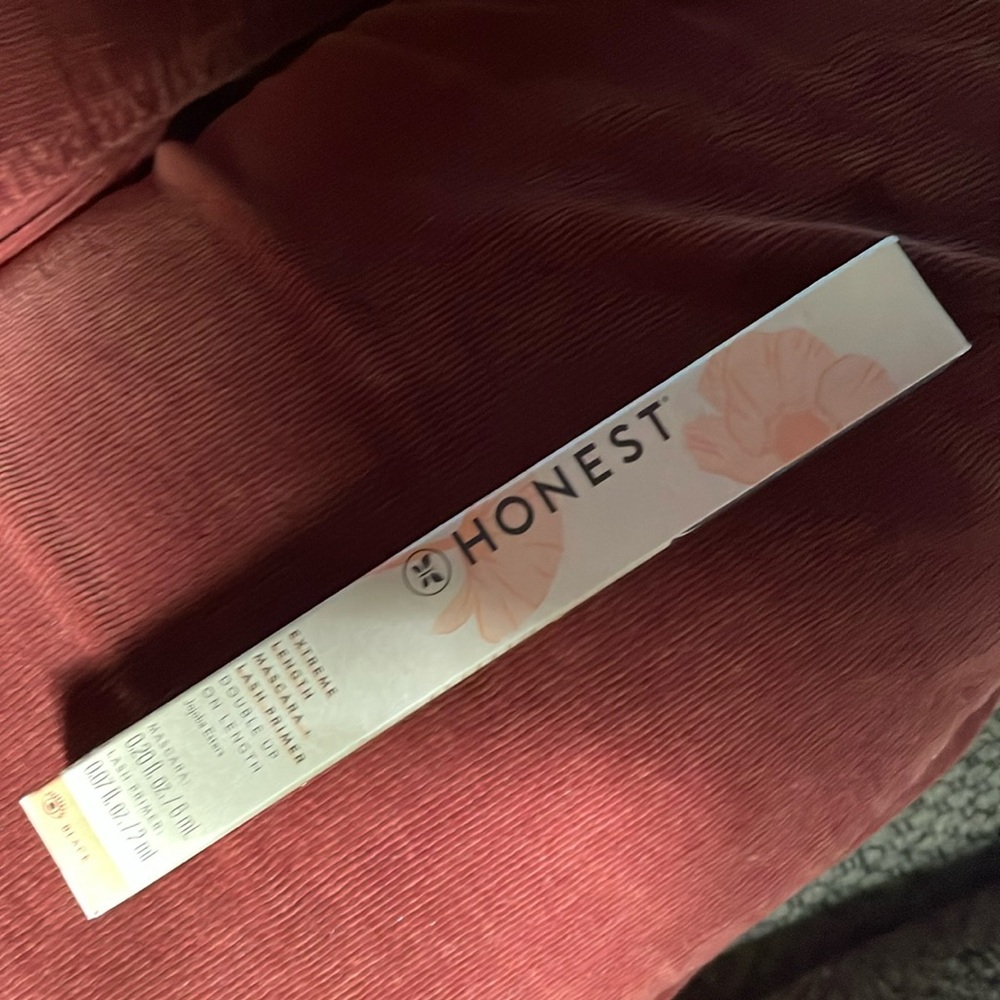 HONEST®
EXTREME
LENGTH
MASCARA +
LASH PRIMER
DOUBLE UP
ON LENGTH
Jojoba Esters
MASCARA:
0.20 fl. oz. / 6 mL
LASH PRIMER:
0.07 fl. oz. / 2 ml
BLACK